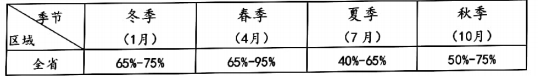 季节 冬季 春季 夏季 秋季
区域 （1月） （4月） （7月） （10月）
全省 65%-75% 65%-95% 40%-65% 50%-75%